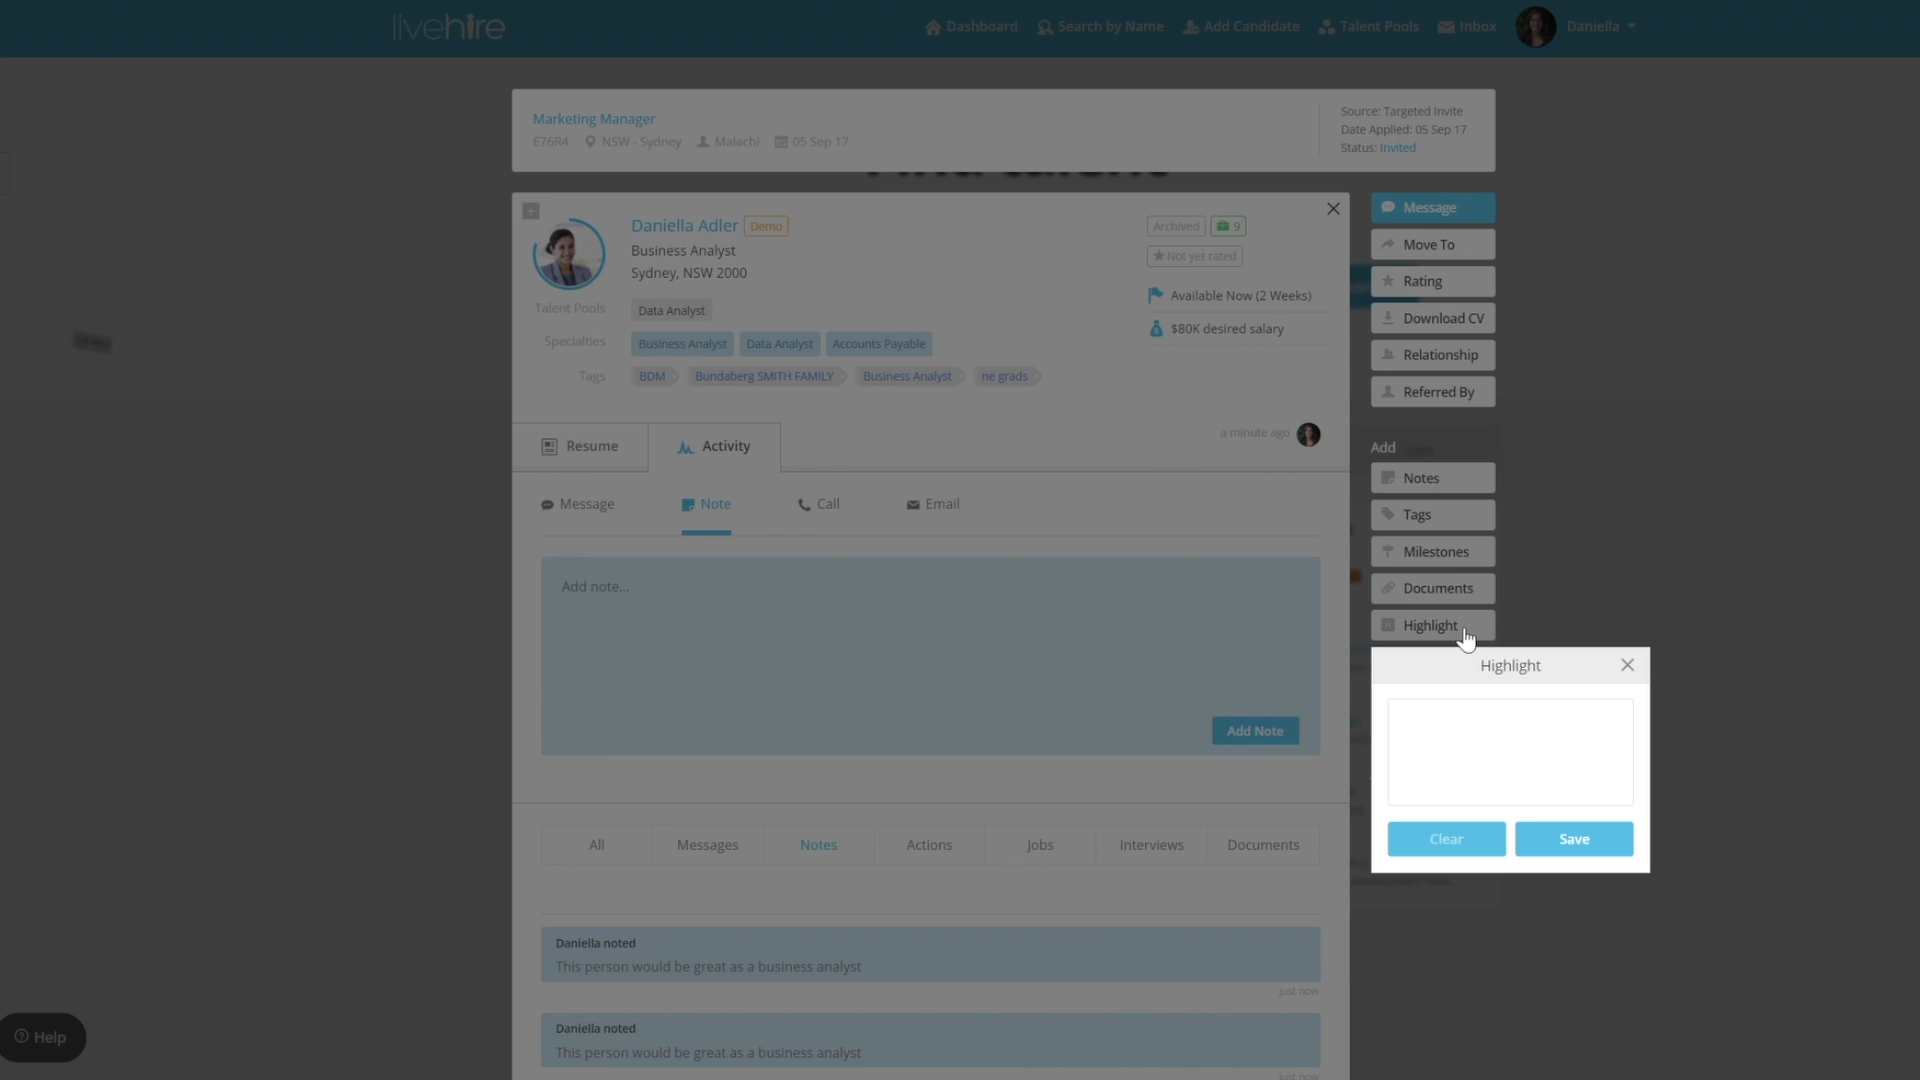 livehire
Dashboard
Search by Name
Add Candidate
Talent Pools
Inbox
Daniella
Marketing Manager
E76R4 NSW - Sydney Malachi 05 Sep 17
Source: Targeted Invite
Date Applied: 05 Sep 17
Status: Invited
Daniella Adler Demo
Business Analyst
Sydney, NSW 2000
Archived 9
Not yet rated
Available Now (2 Weeks)
$80K desired salary
Talent Pools Data Analyst
Specialties Business Analyst Data Analyst Accounts Payable
Tags BDM Bundaberg SMITH FAMILY Business Analyst ne grads
Resume Activity
a minute ago
Message Note Call Email
Add note...
Add Note
All Messages Notes Actions Jobs Interviews Documents
Daniella noted
This person would be great as a business analyst
just now
Daniella noted
This person would be great as a business analyst
just now
Message
Move To
Rating
Download CV
Relationship
Referred By
Add
Notes
Tags
Milestones
Documents
Highlight
Highlight
Clear Save
Help